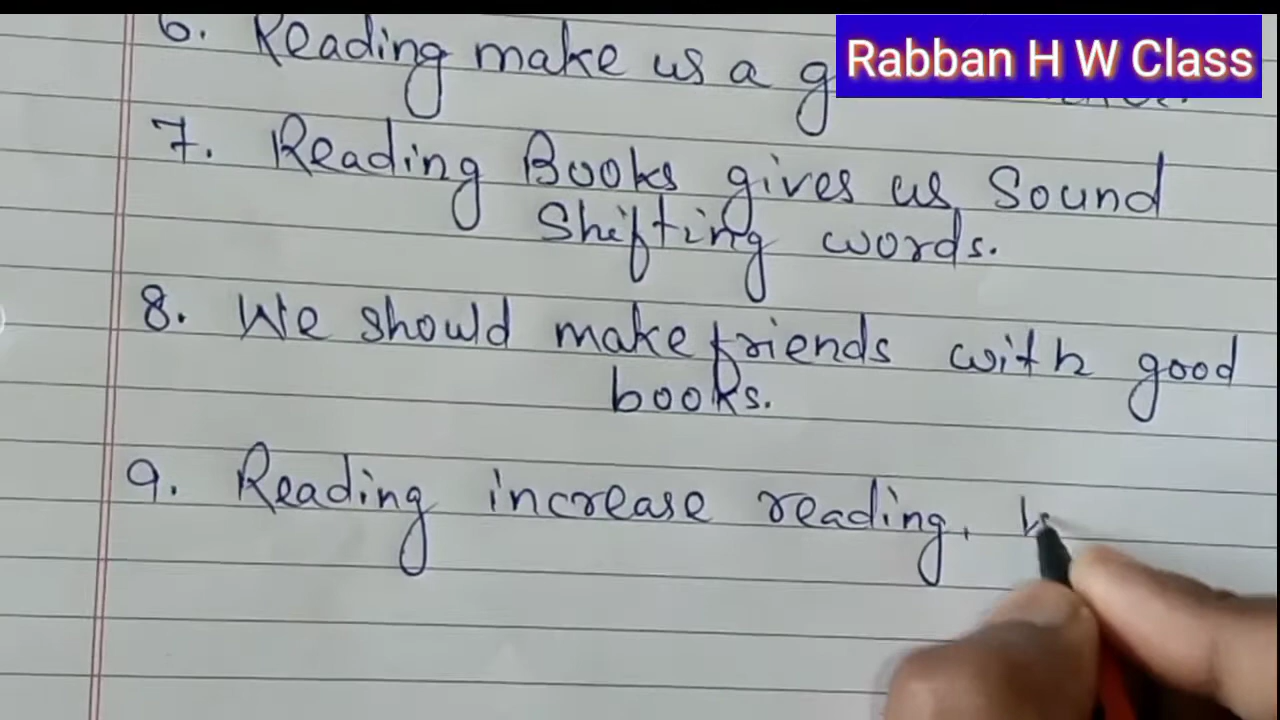 Rabban H W Class
6. Reading make us a
7. Reading Books gives us Sound
Shifting words.
8. We should make friends with good
books.
9. Reading increase reading,